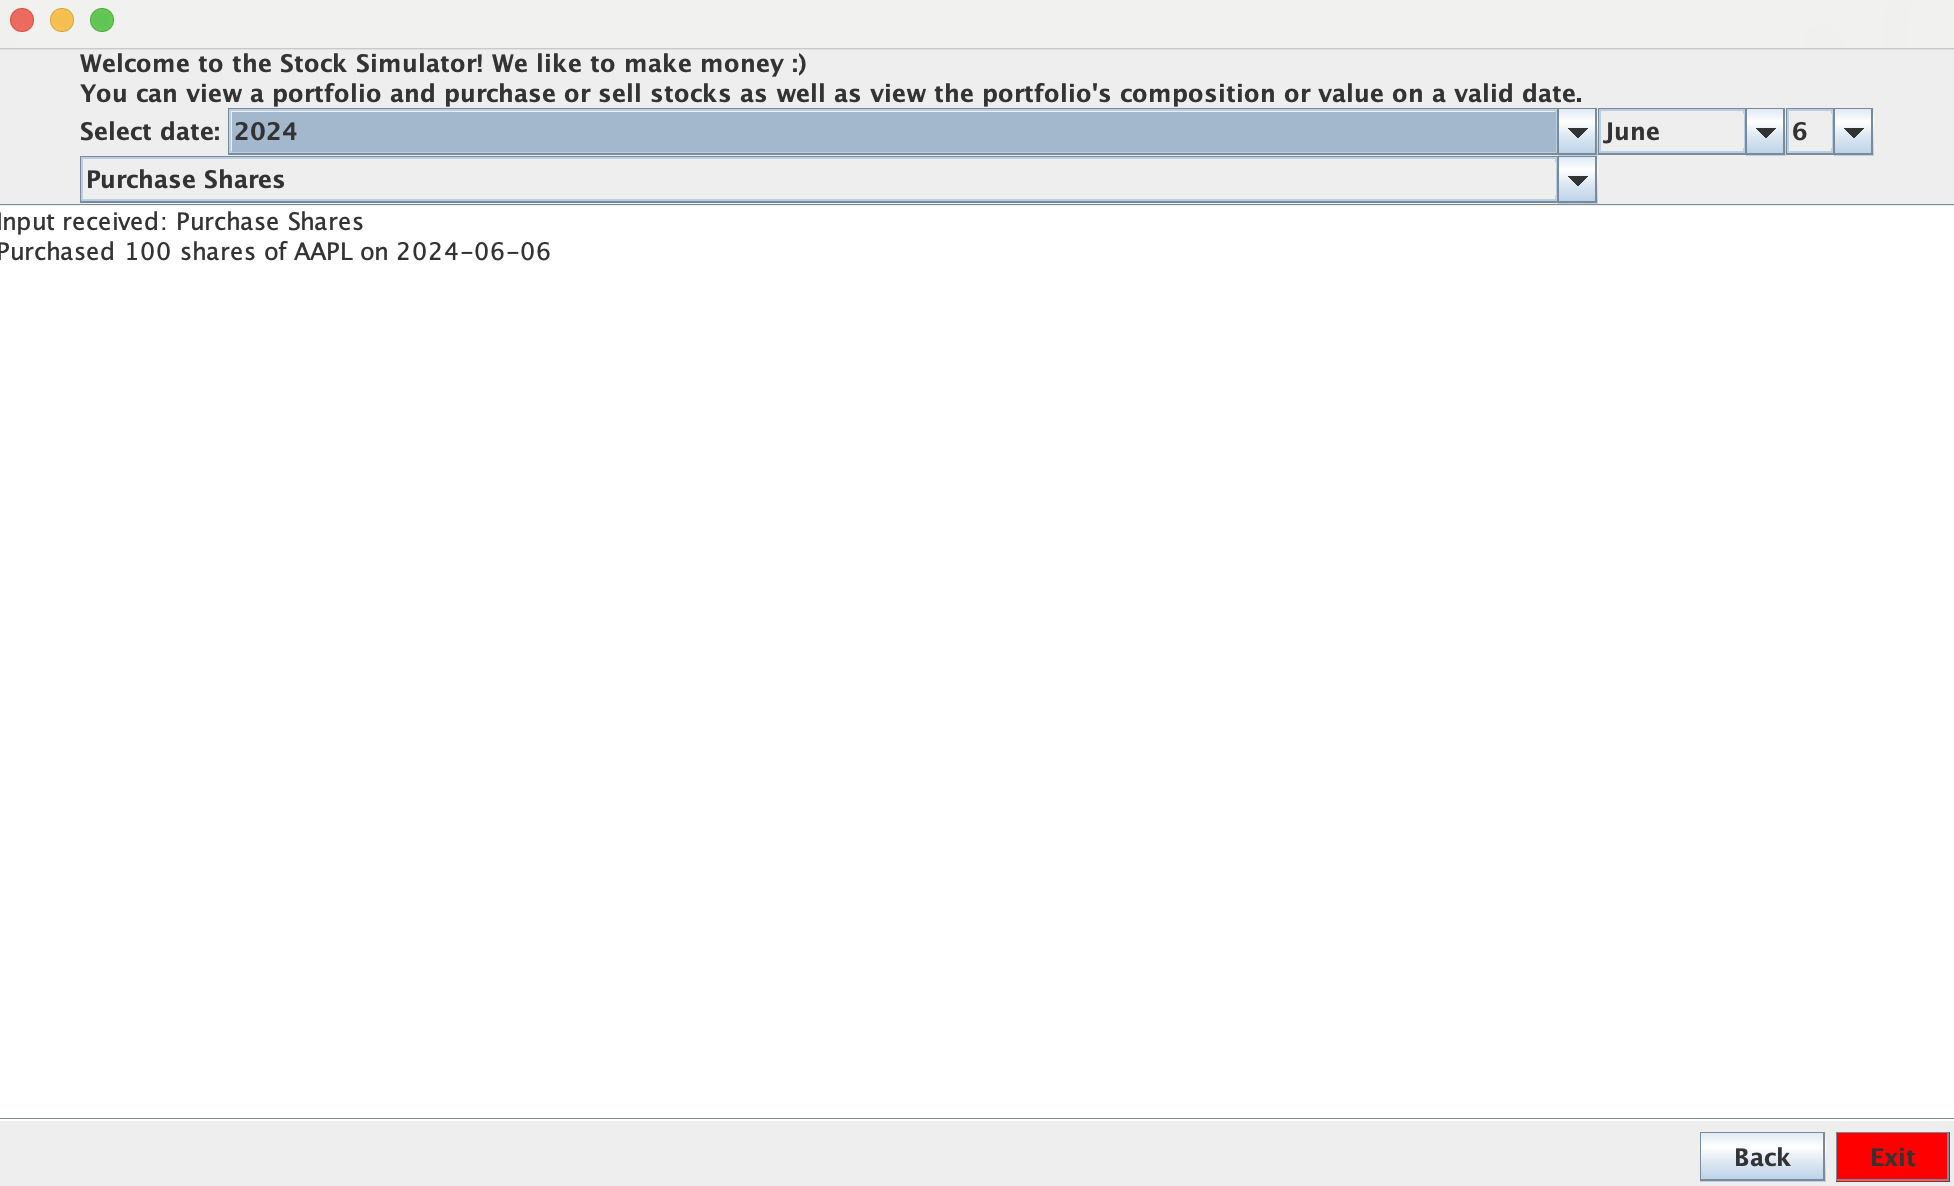 Welcome to the Stock Simulator! We like to make money :)
You can view a portfolio and purchase or sell stocks as well as view the portfolio's composition or value on a valid date.
Select date: 2024 June 6
Purchase Shares
Input received: Purchase Shares
Purchased 100 shares of AAPL on 2024-06-06
Back Exit